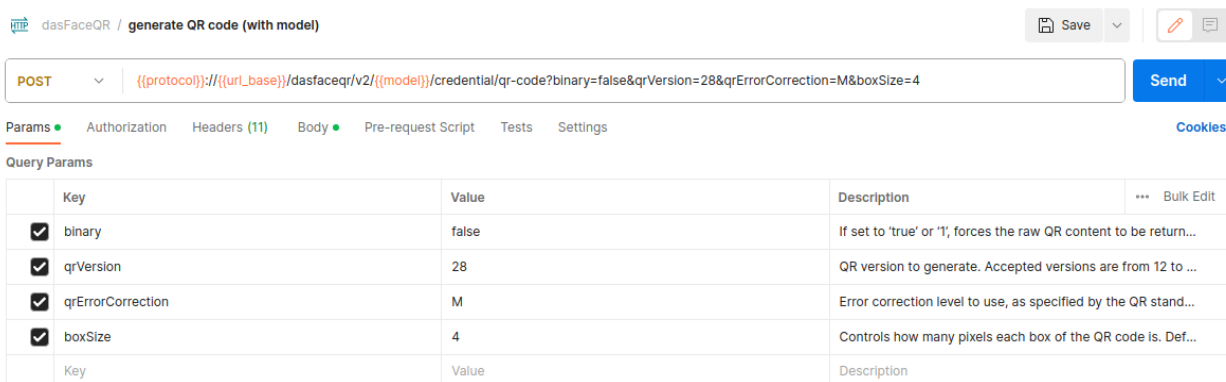 HTTP dasFaceQR / generate QR code (with model) Save
POST {{protocol}}://{{url_base}}/dasfaceqr/v2/{{model}}/credential/qr-code?binary=false&qrVersion=28&qrErrorCorrection=M&boxSize=4 Send
Params Authorization Headers (11) Body Pre-request Script Tests Settings Cookies
Query Params
Key Value Description ••• Bulk Edit
binary false If set to ‘true’ or ‘1’, forces the raw QR content to be return...
qrVersion 28 QR version to generate. Accepted versions are from 12 to ...
qrErrorCorrection M Error correction level to use, as specified by the QR stand...
boxSize 4 Controls how many pixels each box of the QR code is. Def...
Key Value Description